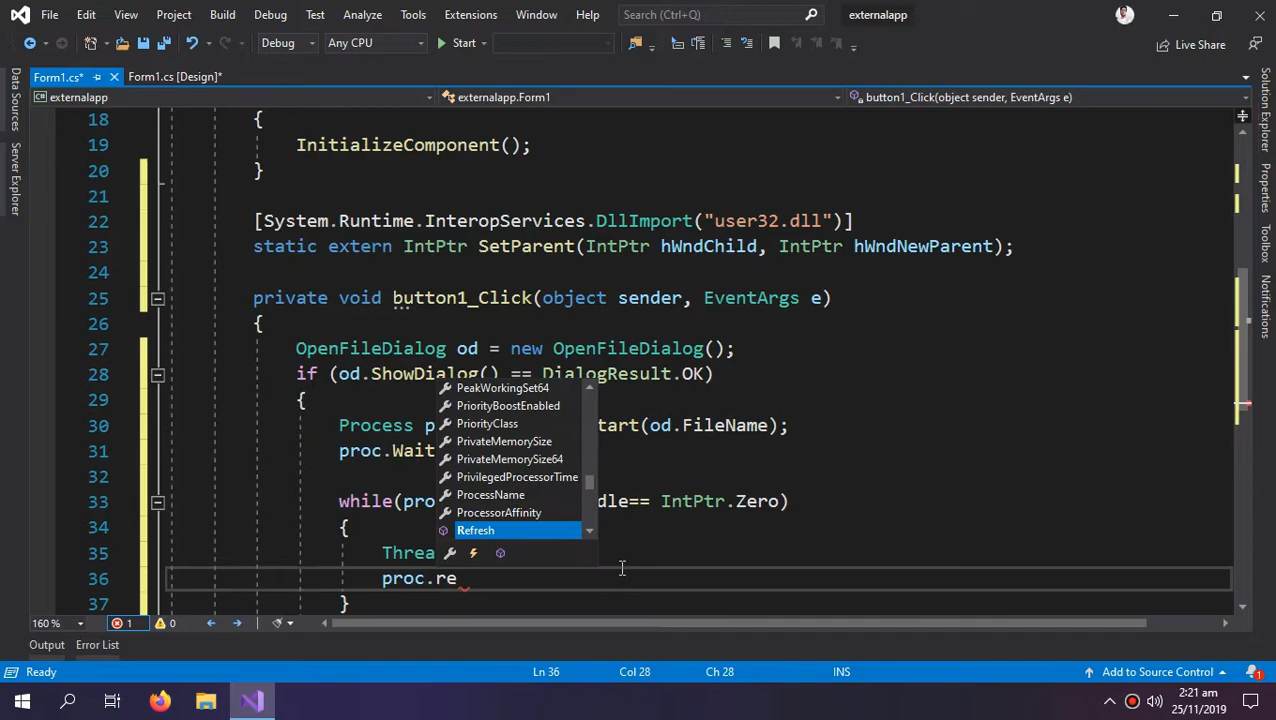 File Edit View Project Build Debug Test Analyze Tools Extensions Window Help Search (Ctrl+Q) externalapp
Debug Any CPU Start Live Share
Form1.cs* Form1.cs [Design]*
externalapp externalapp.Form1 button1_Click(object sender, EventArgs e)
Data Sources
Server Explorer
Solution Explorer
Properties
Toolbox
Notifications
18 {
19 InitializeComponent();
20 }
21
22 [System.Runtime.InteropServices.DllImport("user32.dll")]
23 static extern IntPtr SetParent(IntPtr hWndChild, IntPtr hWndNewParent);
24
25 private void button1_Click(object sender, EventArgs e)
26 {
27 OpenFileDialog od = new OpenFileDialog();
28 if (od.ShowDialog() == DialogResult.OK)
29 {
30 Process p tart(od.FileName);
31 proc.Wait
32
33 while(pro dle== IntPtr.Zero)
34 {
35 Threa
36 proc.re
37 }
PeakWorkingSet64
PriorityBoostEnabled
PriorityClass
PrivateMemorySize
PrivateMemorySize64
PrivilegedProcessorTime
ProcessName
ProcessorAffinity
Refresh
160 % 1 0
Output Error List
Ready Ln 36 Col 28 Ch 28 INS Add to Source Control 1
2:21 am
25/11/2019